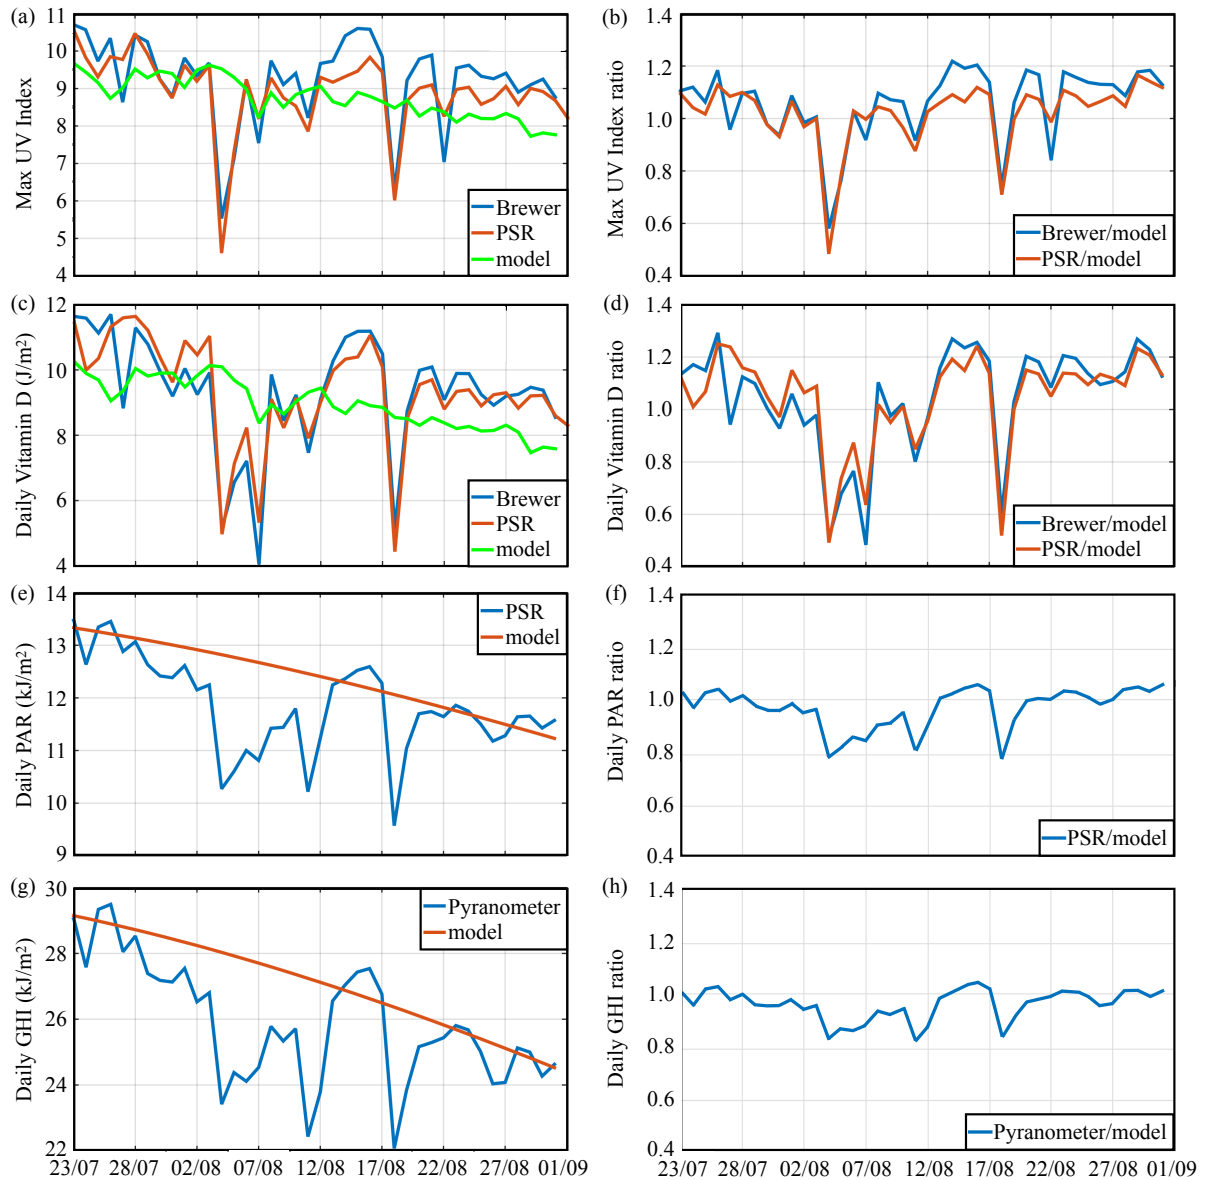 (a)
Max UV Index
11
10
9
8
7
6
5
4
Brewer
PSR
model
(b)
Max UV Index ratio
1.4
1.2
1.0
0.8
0.6
0.4
Brewer/model
PSR/model
(c)
Daily Vitamin D (J/m²)
12
10
8
6
4
Brewer
PSR
model
(d)
Daily Vitamin D ratio
1.4
1.2
1.0
0.8
0.6
0.4
Brewer/model
PSR/model
(e)
Daily PAR (kJ/m²)
14
13
12
11
10
9
PSR
model
(f)
Daily PAR ratio
1.4
1.2
1.0
0.8
0.6
0.4
PSR/model
(g)
Daily GHI (kJ/m²)
30
28
26
24
22
Pyranometer
model
23/07 28/07 02/08 07/08 12/08 17/08 22/08 27/08 01/09
(h)
Daily GHI ratio
1.4
1.2
1.0
0.8
0.6
0.4
Pyranometer/model
23/07 28/07 02/08 07/08 12/08 17/08 22/08 27/08 01/09